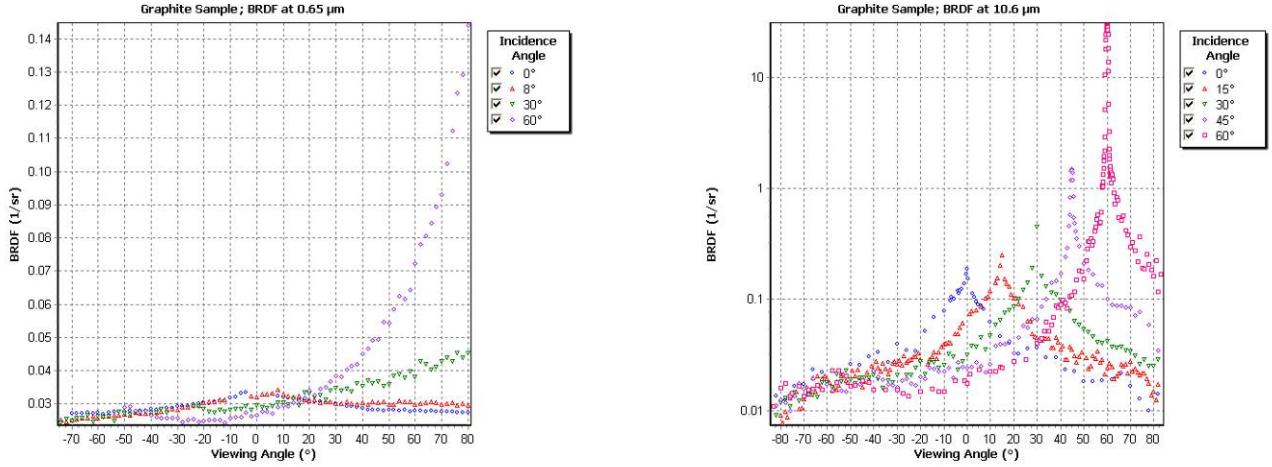 Graphite Sample; BRDF at 0.65 µm
0.14
0.13
0.12
0.11
0.10
0.09
0.08
0.07
0.06
0.05
0.04
0.03
BRDF (1/sr)
-70 -60 -50 -40 -30 -20 -10 0 10 20 30 40 50 60 70 80
Viewing Angle (°)
Incidence
Angle
0°
8°
30°
60°
Graphite Sample; BRDF at 10.6 µm
10
1
0.1
0.01
BRDF (1/sr)
-80 -70 -60 -50 -40 -30 -20 -10 0 10 20 30 40 50 60 70 80
Viewing Angle (°)
Incidence
Angle
0°
15°
30°
45°
60°